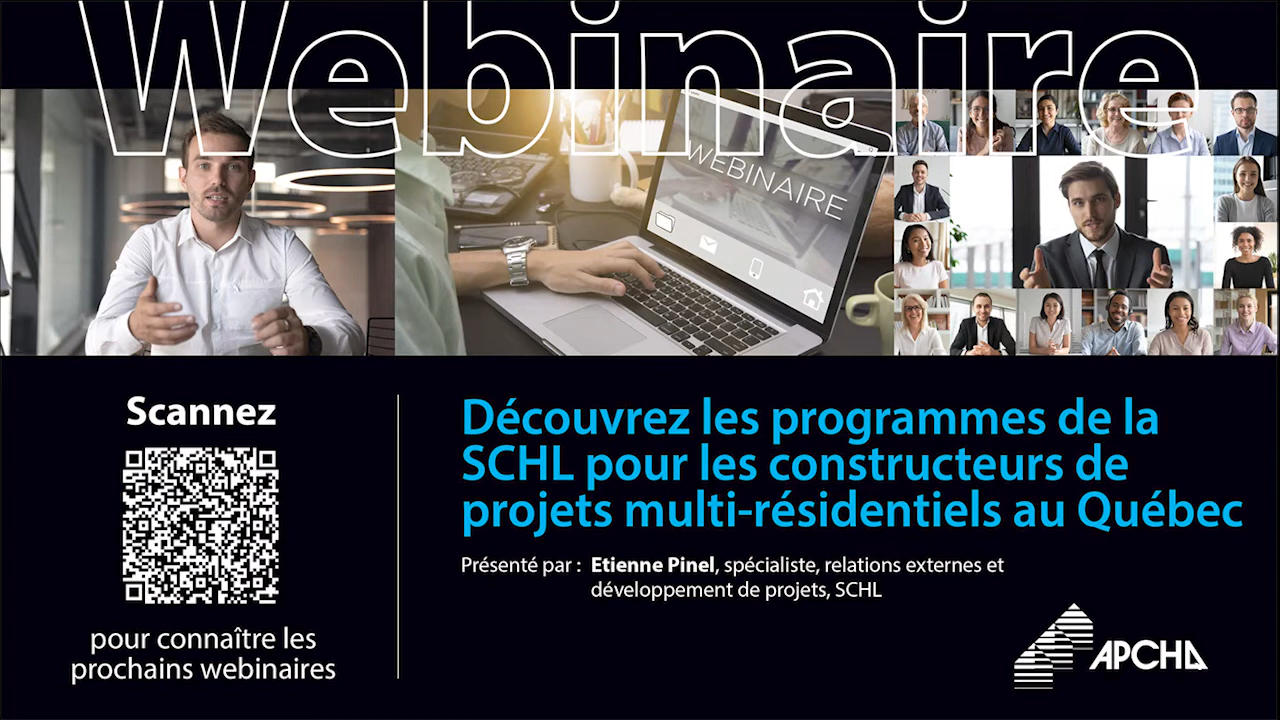 Webinaire
WEBINAIRE
Scannez
pour connaître les
prochains webinaires
Découvrez les programmes de la
SCHL pour les constructeurs de
projets multi-résidentiels au Québec
Présenté par : Etienne Pinel, spécialiste, relations externes et
développement de projets, SCHL
APCHQ